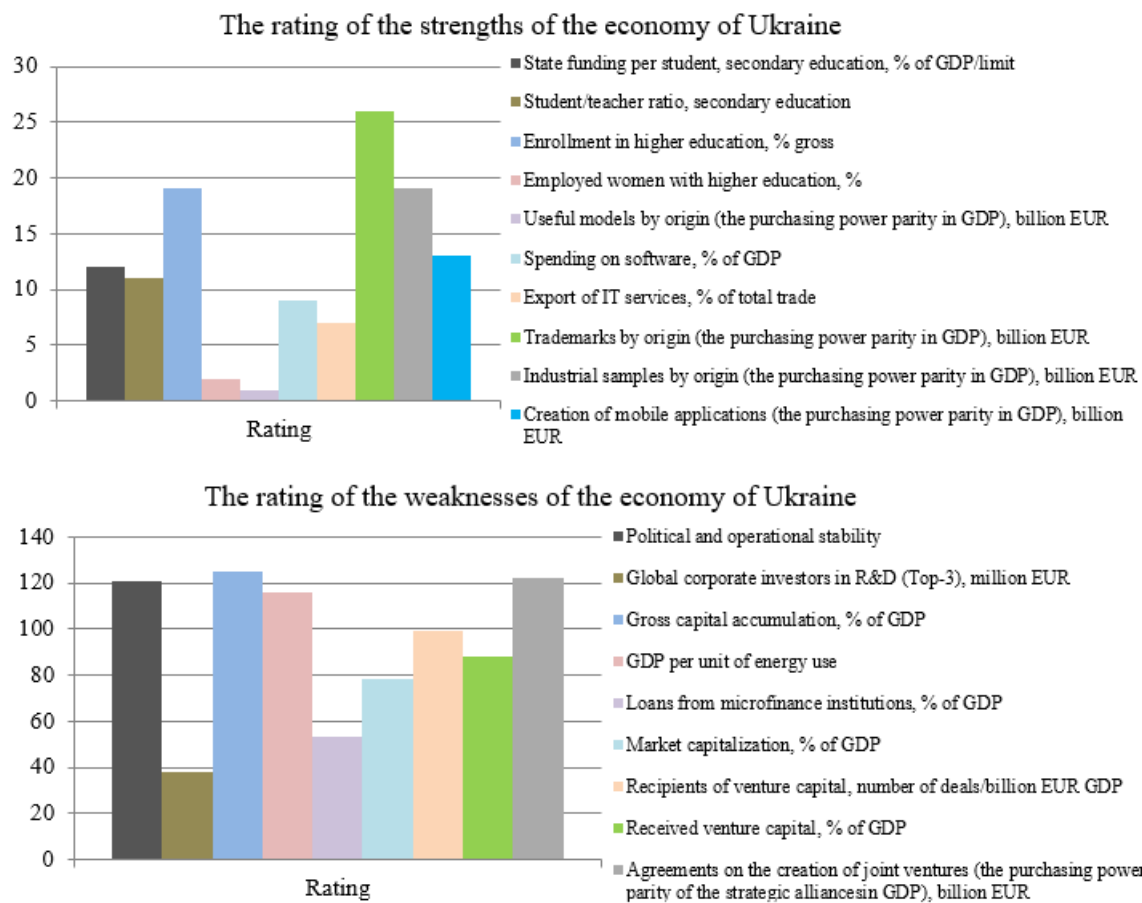 The rating of the strengths of the economy of Ukraine
30
25
20
15
10
5
0
Rating
State funding per student, secondary education, % of GDP/limit
Student/teacher ratio, secondary education
Enrollment in higher education, % gross
Employed women with higher education, %
Useful models by origin (the purchasing power parity in GDP), billion EUR
Spending on software, % of GDP
Export of IT services, % of total trade
Trademarks by origin (the purchasing power parity in GDP), billion EUR
Industrial samples by origin (the purchasing power parity in GDP), billion EUR
Creation of mobile applications (the purchasing power parity in GDP), billion
EUR
The rating of the weaknesses of the economy of Ukraine
140
120
100
80
60
40
20
0
Rating
Political and operational stability
Global corporate investors in R&D (Top-3), million EUR
Gross capital accumulation, % of GDP
GDP per unit of energy use
Loans from microfinance institutions, % of GDP
Market capitalization, % of GDP
Recipients of venture capital, number of deals/billion EUR GDP
Received venture capital, % of GDP
Agreements on the creation of joint ventures (the purchasing power
parity of the strategic alliancesin GDP), billion EUR